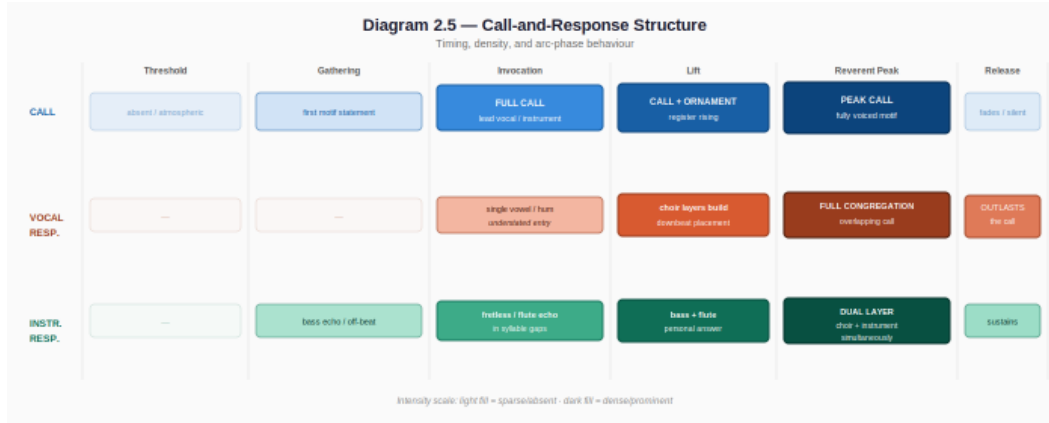 Diagram 2.5 — Call-and-Response Structure
Timing, density, and arc-phase behaviour
Threshold
Gathering
Invocation
Lift
Reverent Peak
Release
CALL
absent / atmospheric
first motif statement
FULL CALL
lead vocal / instrument
CALL + ORNAMENT
register rising
PEAK CALL
fully voiced motif
fades / silent
VOCAL
RESP.
—
—
single vowel / hum
understated entry
choir layers build
downbeat placement
FULL CONGREGATION
overlapping call
OUTLASTS
the call
INSTR.
RESP.
—
bass echo / off-beat
fretless / flute echo
in syllable gaps
bass + flute
personal answer
DUAL LAYER
choir + instrument
simultaneously
sustains
Intensity scale: light fill = sparse/absent · dark fill = dense/prominent